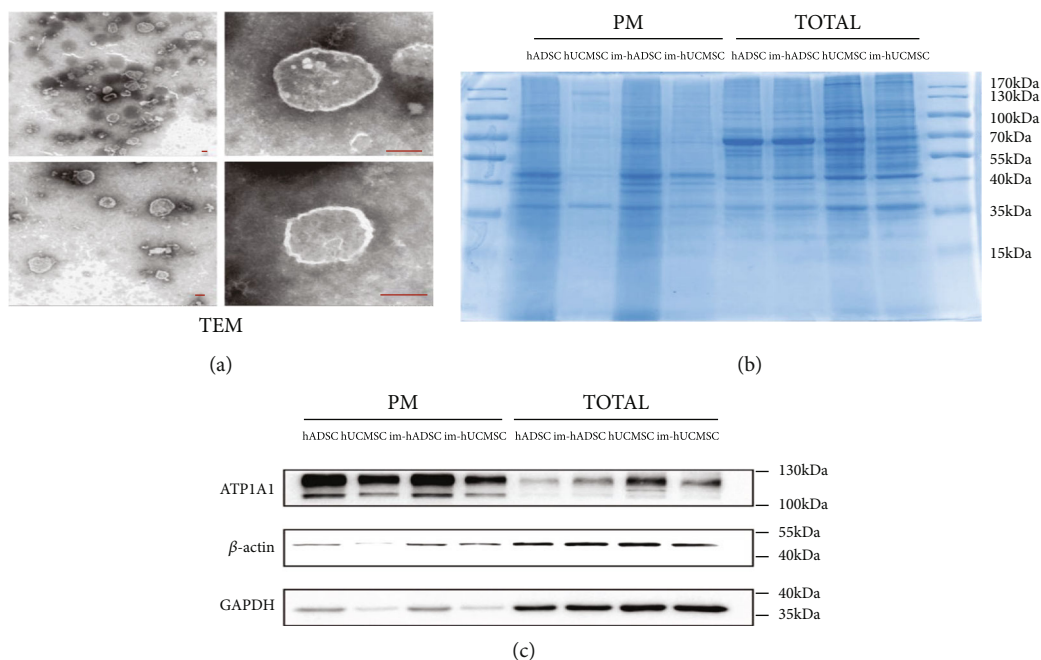 TEM
(a)
PM TOTAL
hADSC hUCMSC im-hADSC im-hUCMSC hADSC im-hADSC hUCMSC im-hUCMSC
170kDa
130kDa
100kDa
70kDa
55kDa
40kDa
35kDa
15kDa
(b)
PM TOTAL
hADSC hUCMSC im-hADSC im-hUCMSC hADSC im-hADSC hUCMSC im-hUCMSC
ATP1A1
130kDa
100kDa
β-actin
55kDa
40kDa
GAPDH
40kDa
35kDa
(c)